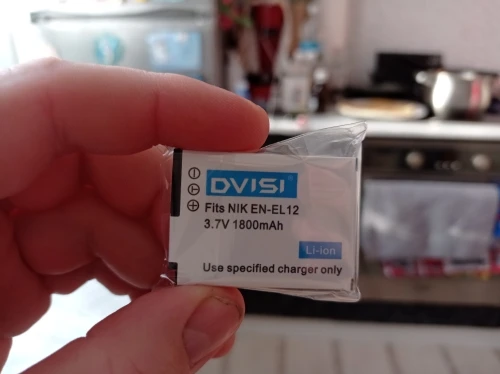 DVISI
Fits NIK EN-EL12
3.7V 1800mAh
Li-ion
Use specified charger only